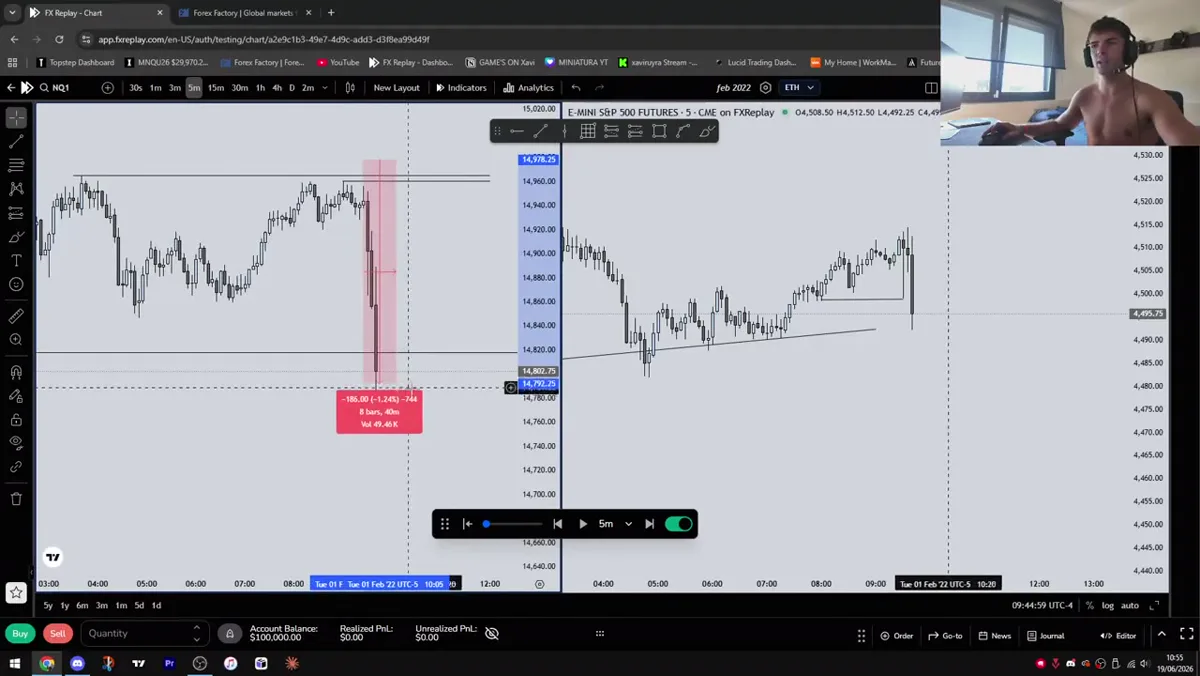 FX Replay - Chart
Forex Factory | Global markets
app.fxreplay.com/en-US/auth/testing/chart/a2e9c1b3-49e7-4d9c-add3-d3f8ea99d49f
Topstep Dashboard
MNQU26 $29,970.2...
Forex Factory | Fore...
YouTube
FX Replay - Dashbo...
GAME'S ON Xavi
MINIATURA YT
xaviruyra Stream -...
Lucid Trading Dash...
My Home | WorkMa...
NQ1
30s 1m 3m 5m 15m 30m 1h 4h D 2m
New Layout
Indicators
Analytics
feb 2022
ETH
E-MINI S&P 500 FUTURES · 5 · CME on FXReplay
O4,508.50 H4,512.50 L4,492.25
15,020.00
14,978.25
14,960.00
14,940.00
14,920.00
14,900.00
14,880.00
14,860.00
14,840.00
14,820.00
14,802.75
14,792.25
14,780.00
14,760.00
14,740.00
14,720.00
14,700.00
14,660.00
14,640.00
−186.00 (−1.24%) −744
8 bars, 40m
Vol 49.46K
4,530.00
4,525.00
4,520.00
4,515.00
4,510.00
4,505.00
4,500.00
4,495.75
4,490.00
4,485.00
4,480.00
4,475.00
4,470.00
4,465.00
4,460.00
4,455.00
4,450.00
4,445.00
4,440.00
5m
03:00 04:00 05:00 06:00 07:00 08:00
Tue 01 F
Tue 01 Feb '22 UTC-5 10:05
12:00
04:00 05:00 06:00 07:00 08:00 09:00
Tue 01 Feb '22 UTC-5 10:20
12:00 13:00
5y 1y 6m 3m 1m 5d 1d
09:44:59 UTC-4
% log auto
Buy
Sell
Quantity
Account Balance:
$100,000.00
Realized PnL:
$0.00
Unrealized PnL:
$0.00
Order
Go-to
News
Journal
Editor
10:55
19/06/2026